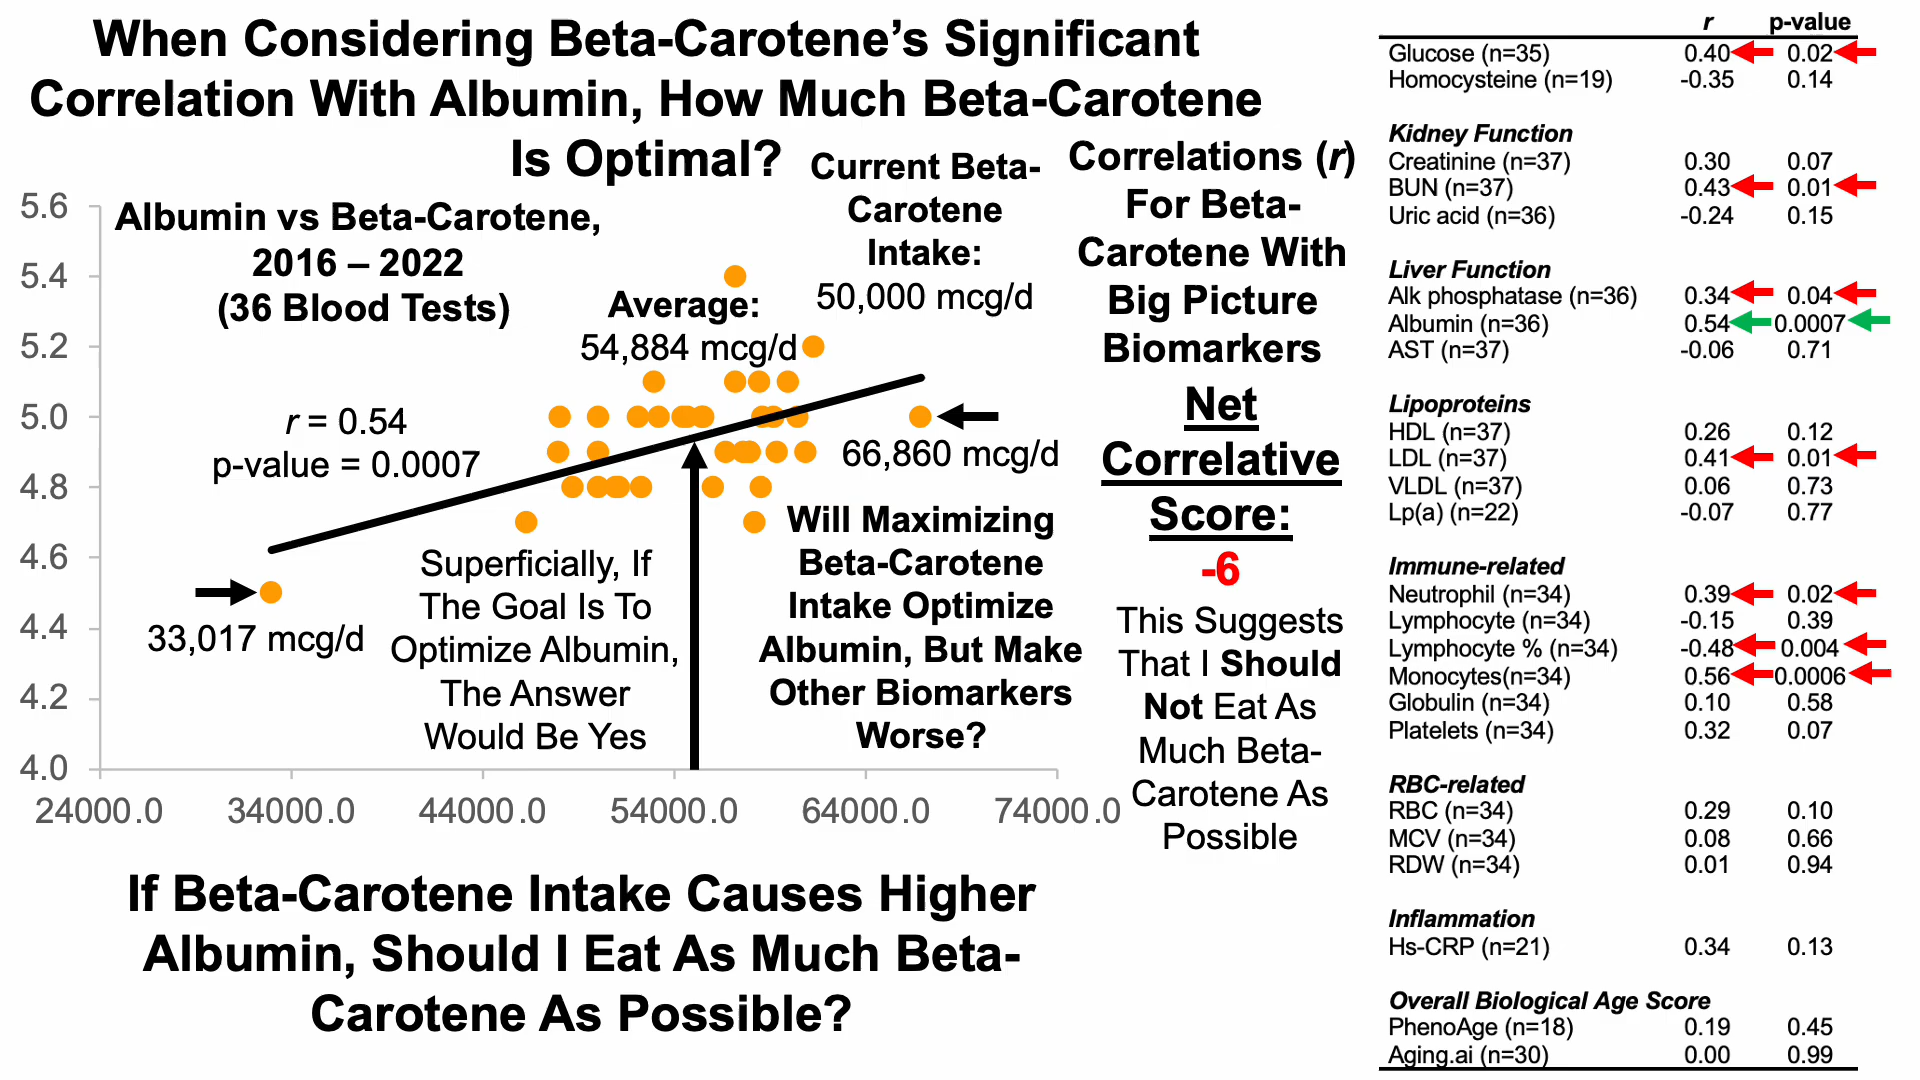 When Considering Beta-Carotene's Significant
Correlation With Albumin, How Much Beta-Carotene
Is Optimal?
Albumin vs Beta-Carotene,
2016 – 2022
(36 Blood Tests)
5.6
5.4
5.2
5.0
4.8
4.6
4.4
4.2
4.0
24000.0
34000.0
44000.0
54000.0
64000.0
74000.0
r = 0.54
p-value = 0.0007
Average:
54,884 mcg/d
Current Beta-
Carotene
Intake:
50,000 mcg/d
66,860 mcg/d
33,017 mcg/d
Superficially, If
The Goal Is To
Optimize Albumin,
The Answer
Would Be Yes
Will Maximizing
Beta-Carotene
Intake Optimize
Albumin, But Make
Other Biomarkers
Worse?
If Beta-Carotene Intake Causes Higher
Albumin, Should I Eat As Much Beta-
Carotene As Possible?
Correlations (r)
For Beta-
Carotene With
Big Picture
Biomarkers
Net
Correlative
Score:
-6
This Suggests
That I Should
Not Eat As
Much Beta-
Carotene As
Possible
r p-value
Glucose (n=35) 0.40 0.02
Homocysteine (n=19) -0.35 0.14
Kidney Function
Creatinine (n=37) 0.30 0.07
BUN (n=37) 0.43 0.01
Uric acid (n=36) -0.24 0.15
Liver Function
Alk phosphatase (n=36) 0.34 0.04
Albumin (n=36) 0.54 0.0007
AST (n=37) -0.06 0.71
Lipoproteins
HDL (n=37) 0.26 0.12
LDL (n=37) 0.41 0.01
VLDL (n=37) 0.06 0.73
Lp(a) (n=22) -0.07 0.77
Immune-related
Neutrophil (n=34) 0.39 0.02
Lymphocyte (n=34) -0.15 0.39
Lymphocyte % (n=34) -0.48 0.004
Monocytes(n=34) 0.56 0.0006
Globulin (n=34) 0.10 0.58
Platelets (n=34) 0.32 0.07
RBC-related
RBC (n=34) 0.29 0.10
MCV (n=34) 0.08 0.66
RDW (n=34) 0.01 0.94
Inflammation
Hs-CRP (n=21) 0.34 0.13
Overall Biological Age Score
PhenoAge (n=18) 0.19 0.45
Aging.ai (n=30) 0.00 0.99